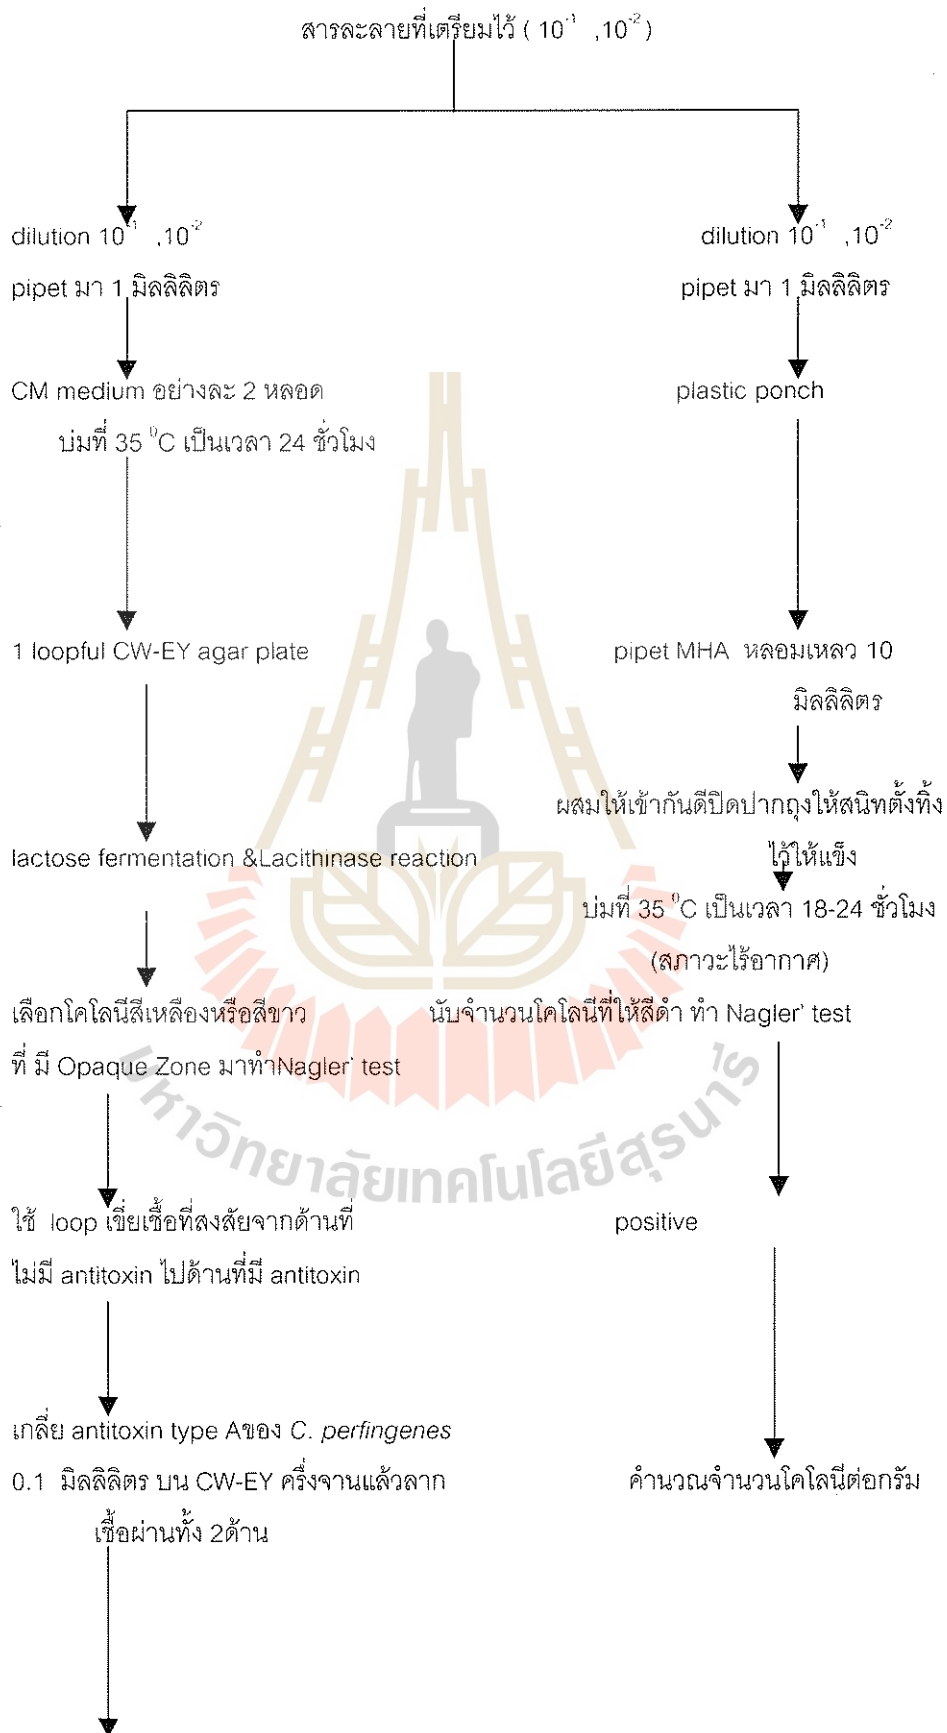 สารละลายที่เตรียมไว้ ( 10⁻¹ ,10⁻²)
dilution 10⁻¹ ,10⁻²
pipet มา 1 มิลลิลิตร
CM medium อย่างละ 2 หลอด
บ่มที่ 35 ⁰C เป็นเวลา 24 ชั่วโมง
1 loopful CW-EY agar plate
lactose fermentation &Lacithinase reaction
เลือกโคโลนีสีเหลืองหรือสีขาว
ที่ มี Opaque Zone มาทำNagler' test
ใช้ loop เขี่ยเชื้อที่สงสัยจากด้านที่
ไม่มี antitoxin ไปด้านที่มี antitoxin
เกลี่ย antitoxin type Aของ C. perfingenes
0.1 มิลลิลิตร บน CW-EY ครึ่งจานแล้วลาก
เชื้อผ่านทั้ง 2ด้าน
dilution 10⁻¹ ,10⁻²
pipet มา 1 มิลลิลิตร
plastic ponch
pipet MHA หลอมเหลว 10
มิลลิลิตร
ผสมให้เข้ากันดีปิดปากถุงให้สนิทตั้งทิ้ง
ไว้ให้แข็ง
บ่มที่ 35 ⁰C เป็นเวลา 18-24 ชั่วโมง
(สภาวะไร้อากาศ)
นับจำนวนโคโลนีที่ให้สีดำ ทำ Nagler' test
positive
คำนวณจำนวนโคโลนีต่อกรัม
มหาวิทยาลัยเทคโนโลยีสุรนารี